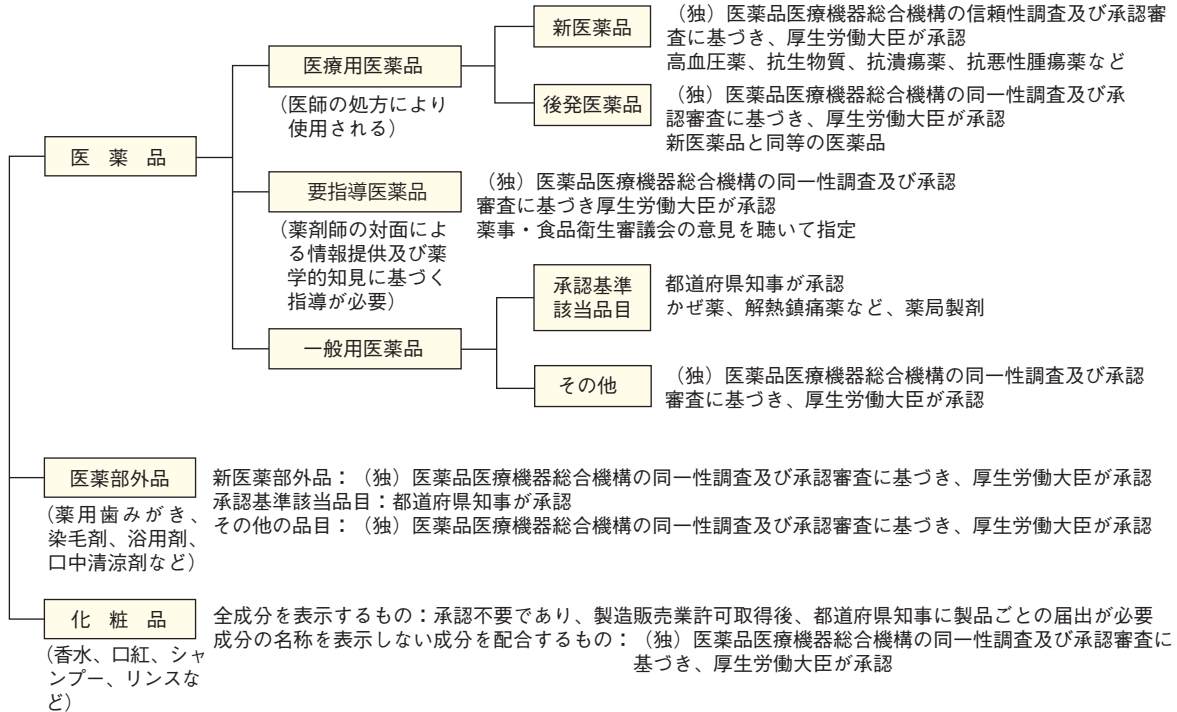 新医薬品
（独）医薬品医療機器総合機構の信頼性調査及び承認審
査に基づき、厚生労働大臣が承認
高血圧薬、抗生物質、抗潰瘍薬、抗悪性腫瘍薬など
医療用医薬品
（医師の処方により
使用される）
後発医薬品
（独）医薬品医療機器総合機構の同一性調査及び承
認審査に基づき、厚生労働大臣が承認
新医薬品と同等の医薬品
医　薬　品
要指導医薬品
（薬剤師の対面によ
る情報提供及び薬
学的知見に基づく
指導が必要）
（独）医薬品医療機器総合機構の同一性調査及び承認
審査に基づき厚生労働大臣が承認
薬事・食品衛生審議会の意見を聴いて指定
承認基準
該当品目
都道府県知事が承認
かぜ薬、解熱鎮痛薬など、薬局製剤
一般用医薬品
その他
（独）医薬品医療機器総合機構の同一性調査及び承認
審査に基づき、厚生労働大臣が承認
医薬部外品
（薬用歯みがき、
染毛剤、浴用剤、
口中清涼剤など）
新医薬部外品：（独）医薬品医療機器総合機構の同一性調査及び承認審査に基づき、厚生労働大臣が承認
承認基準該当品目：都道府県知事が承認
その他の品目：（独）医薬品医療機器総合機構の同一性調査及び承認審査に基づき、厚生労働大臣が承認
化　粧　品
（香水、口紅、シャ
ンプー、リンスな
ど）
全成分を表示するもの：承認不要であり、製造販売業許可取得後、都道府県知事に製品ごとの届出が必要
成分の名称を表示しない成分を配合するもの：（独）医薬品医療機器総合機構の同一性調査及び承認審査に
基づき、厚生労働大臣が承認